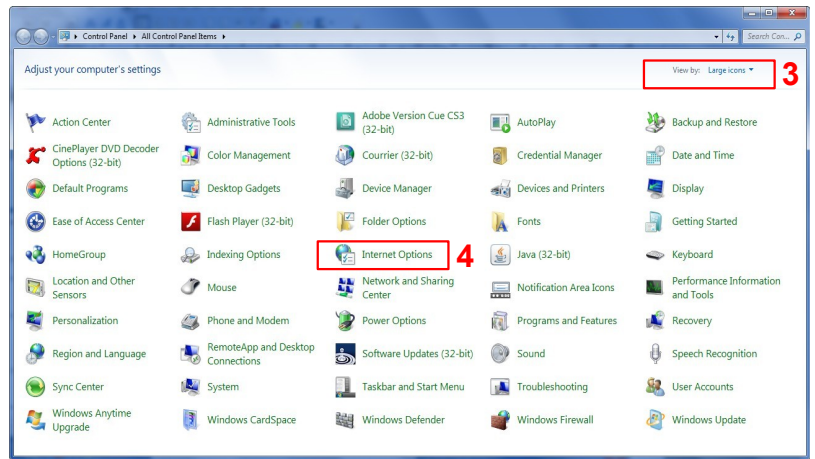 Control Panel ▸ All Control Panel Items ▸
Search Con...
Adjust your computer's settings
View by: Large icons
3
Action Center
Administrative Tools
Adobe Version Cue CS3
(32-bit)
AutoPlay
Backup and Restore
CinePlayer DVD Decoder
Options (32-bit)
Color Management
Courrier (32-bit)
Credential Manager
Date and Time
Default Programs
Desktop Gadgets
Device Manager
Devices and Printers
Display
Ease of Access Center
Flash Player (32-bit)
Folder Options
Fonts
Getting Started
HomeGroup
Indexing Options
Internet Options
4
Java (32-bit)
Keyboard
Location and Other
Sensors
Mouse
Network and Sharing
Center
Notification Area Icons
Performance Information
and Tools
Personalization
Phone and Modem
Power Options
Programs and Features
Recovery
Region and Language
RemoteApp and Desktop
Connections
Software Updates (32-bit)
Sound
Speech Recognition
Sync Center
System
Taskbar and Start Menu
Troubleshooting
User Accounts
Windows Anytime
Upgrade
Windows CardSpace
Windows Defender
Windows Firewall
Windows Update